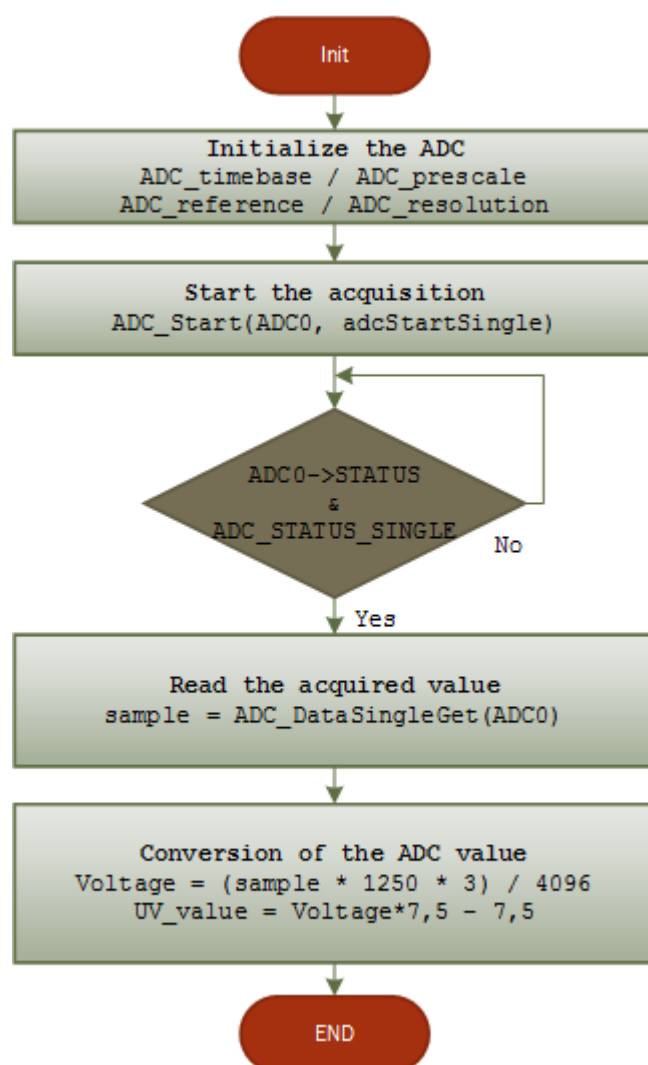 Init
Initialize the ADC
ADC_timebase / ADC_prescale
ADC_reference / ADC_resolution
Start the acquisition
ADC_Start(ADC0, adcStartSingle)
ADC0->STATUS
&
ADC_STATUS_SINGLE
No
Yes
Read the acquired value
sample = ADC_DataSingleGet(ADC0)
Conversion of the ADC value
Voltage = (sample * 1250 * 3) / 4096
UV_value = Voltage*7,5 - 7,5
END